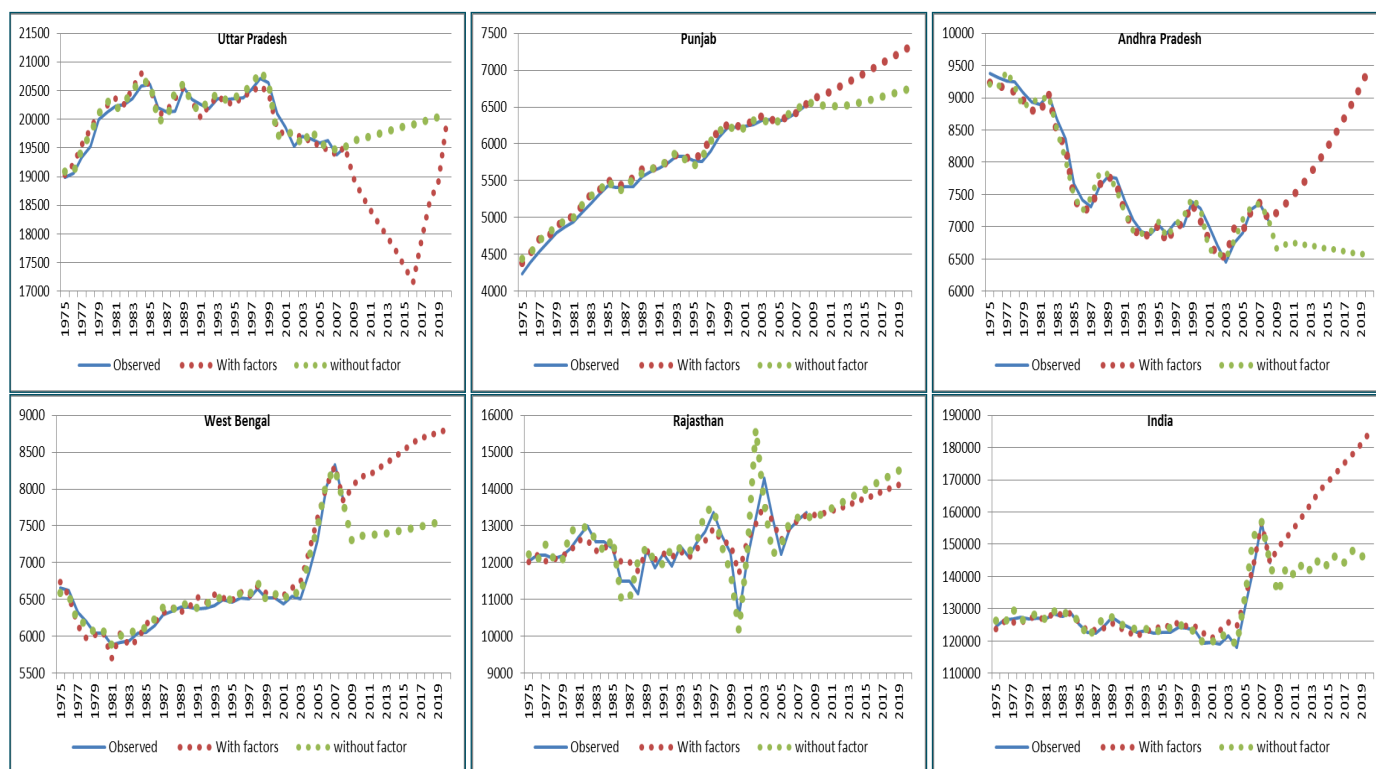 Uttar Pradesh
21500
21000
20500
20000
19500
19000
18500
18000
17500
17000
1975 1977 1979 1981 1983 1985 1987 1989 1991 1993 1995 1997 1999 2001 2003 2005 2007 2009 2011 2013 2015 2017 2019
Observed With factors without factor
Punjab
7500
7000
6500
6000
5500
5000
4500
4000
1975 1977 1979 1981 1983 1985 1987 1989 1991 1993 1995 1997 1999 2001 2003 2005 2007 2009 2011 2013 2015 2017 2019
Observed With factors without factor
Andhra Pradesh
10000
9500
9000
8500
8000
7500
7000
6500
6000
1975 1977 1979 1981 1983 1985 1987 1989 1991 1993 1995 1997 1999 2001 2003 2005 2007 2009 2011 2013 2015 2017 2019
Observed With factors without factor
West Bengal
9000
8500
8000
7500
7000
6500
6000
5500
1975 1977 1979 1981 1983 1985 1987 1989 1991 1993 1995 1997 1999 2001 2003 2005 2007 2009 2011 2013 2015 2017 2019
Observed With factors without factor
Rajasthan
16000
15000
14000
13000
12000
11000
10000
9000
1975 1977 1979 1981 1983 1985 1987 1989 1991 1993 1995 1997 1999 2001 2003 2005 2007 2009 2011 2013 2015 2017 2019
Observed With factors without factor
India
190000
180000
170000
160000
150000
140000
130000
120000
110000
1975 1977 1979 1981 1983 1985 1987 1989 1991 1993 1995 1997 1999 2001 2003 2005 2007 2009 2011 2013 2015 2017 2019
Observed With factors without factor